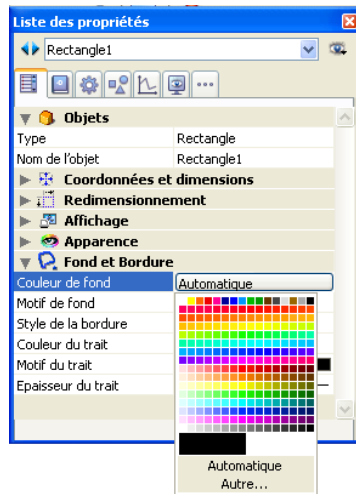 Liste des propriétés
Rectangle1
Objets
Type Rectangle
Nom de l'objet Rectangle1
Coordonnées et dimensions
Redimensionnement
Affichage
Apparence
Fond et Bordure
Couleur de fond Automatique
Motif de fond
Style de la bordure
Couleur du trait
Motif du trait
Epaisseur du trait
Automatique
Autre...